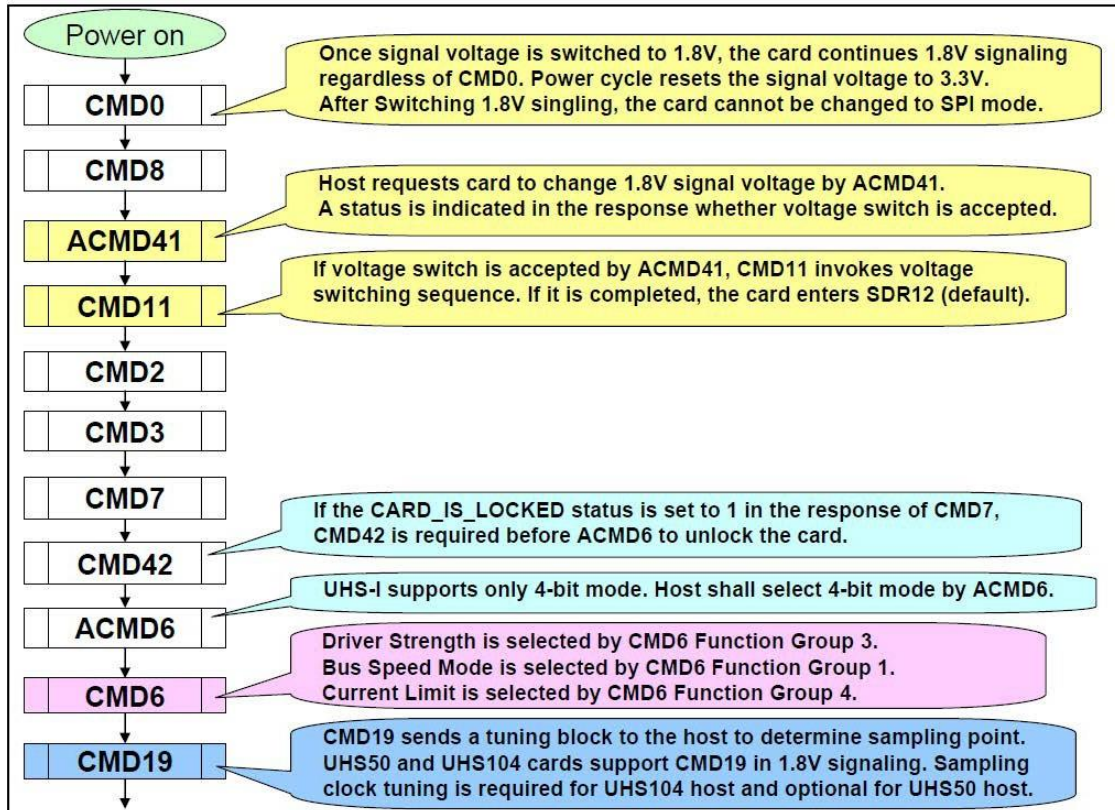 Power on
Once signal voltage is switched to 1.8V, the card continues 1.8V signaling
regardless of CMD0. Power cycle resets the signal voltage to 3.3V.
After Switching 1.8V singling, the card cannot be changed to SPI mode.
CMD0
CMD8
Host requests card to change 1.8V signal voltage by ACMD41.
A status is indicated in the response whether voltage switch is accepted.
ACMD41
If voltage switch is accepted by ACMD41, CMD11 invokes voltage
switching sequence. If it is completed, the card enters SDR12 (default).
CMD11
CMD2
CMD3
CMD7
If the CARD_IS_LOCKED status is set to 1 in the response of CMD7,
CMD42 is required before ACMD6 to unlock the card.
CMD42
UHS-I supports only 4-bit mode. Host shall select 4-bit mode by ACMD6.
ACMD6
Driver Strength is selected by CMD6 Function Group 3.
Bus Speed Mode is selected by CMD6 Function Group 1.
Current Limit is selected by CMD6 Function Group 4.
CMD6
CMD19 sends a tuning block to the host to determine sampling point.
UHS50 and UHS104 cards support CMD19 in 1.8V signaling. Sampling
clock tuning is required for UHS104 host and optional for UHS50 host.
CMD19